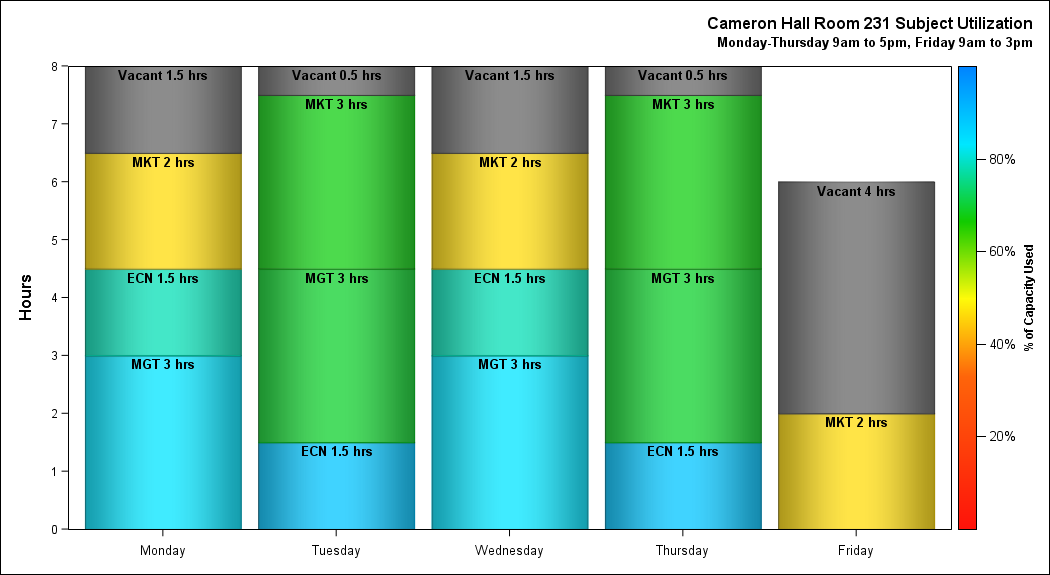 Cameron Hall Room 231 Subject Utilization
Monday-Thursday 9am to 5pm, Friday 9am to 3pm
Hours
8
7
6
5
4
3
2
1
0
Vacant 1.5 hrs
MKT 2 hrs
ECN 1.5 hrs
MGT 3 hrs
Vacant 0.5 hrs
MKT 3 hrs
MGT 3 hrs
ECN 1.5 hrs
Vacant 1.5 hrs
MKT 2 hrs
ECN 1.5 hrs
MGT 3 hrs
Vacant 0.5 hrs
MKT 3 hrs
MGT 3 hrs
ECN 1.5 hrs
Vacant 4 hrs
MKT 2 hrs
Monday
Tuesday
Wednesday
Thursday
Friday
80%
60%
40%
20%
% of Capacity Used